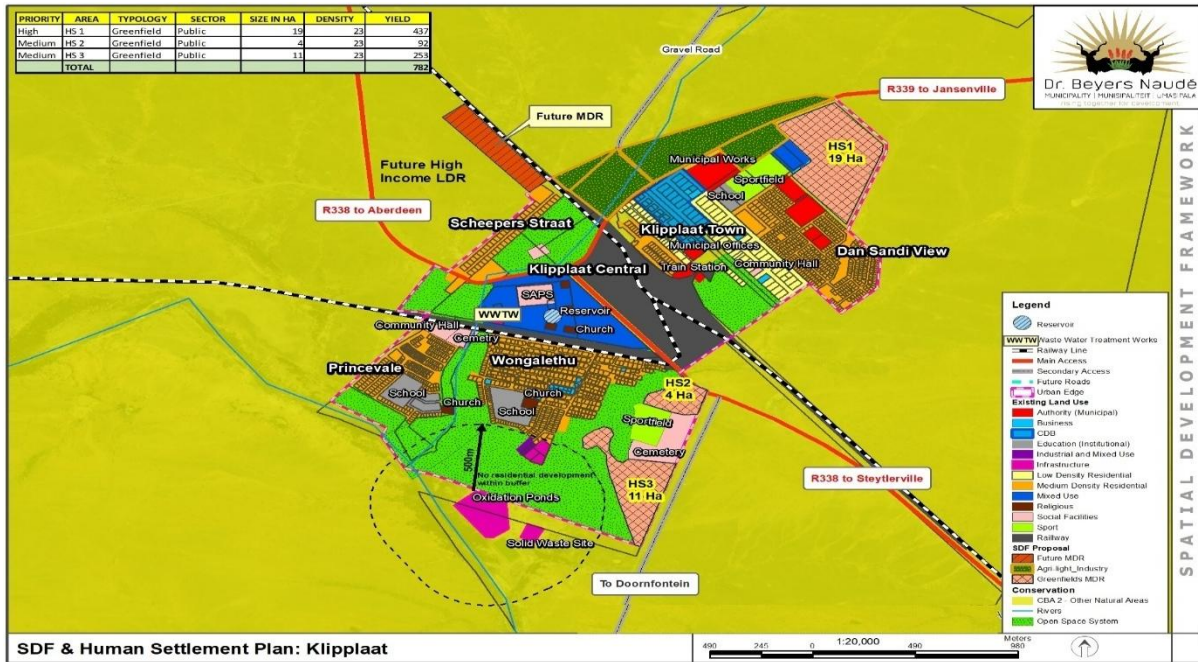 PRIORITY AREA TYPOLOGY SECTOR SIZE IN HA DENSITY YIELD
High HS 1 Greenfield Public 19 23 437
Medium HS 2 Greenfield Public 4 23 92
Medium HS 3 Greenfield Public 11 23 253
TOTAL 782
Dr. Beyers Naudé
MUNICIPALITY | MUNISIPALITEIT | UMASIPALA
rising together for development
SPATIAL DEVELOPMENT FRAMEWORK
Gravel Road
R339 to Jansenville
Future MDR
Future High
Income LDR
R338 to Aberdeen
HS1
19 Ha
Municipal Works
Sportfield
School
Scheepers Straat
Klipplaat Town
Municipal Offices
Dan Sandi View
Community Hall
Train Station
Klipplaat Central
SAPS
Reservoir
WWTW
Church
Community Hall
Cemetry
Wongalethu
Princevale
HS2
4 Ha
School
Church
Church
School
Sportfield
Cemetery
500m
No residential development
within buffer
HS3
11 Ha
Oxidation Ponds
Solid Waste Site
R338 to Steytlerville
To Doornfontein
Legend
Reservoir
WWTW Waste Water Treatment Works
Railway Line
Main Access
Secondary Access
Future Roads
Urban Edge
Existing Land Use
Authority (Municipal)
Business
CDB
Education (Institutional)
Industrial and Mixed Use
Infrastructure
Low Density Residential
Medium Density Residential
Mixed Use
Religious
Social Facilities
Sport
Railway
SDF Proposal
Future MDR
Agri-light_Industry
Greenfields MDR
Conservation
CBA 2 - Other Natural Areas
Rivers
Open Space System
SDF & Human Settlement Plan: Klipplaat
1:20,000
Meters
490 245 0 490 980